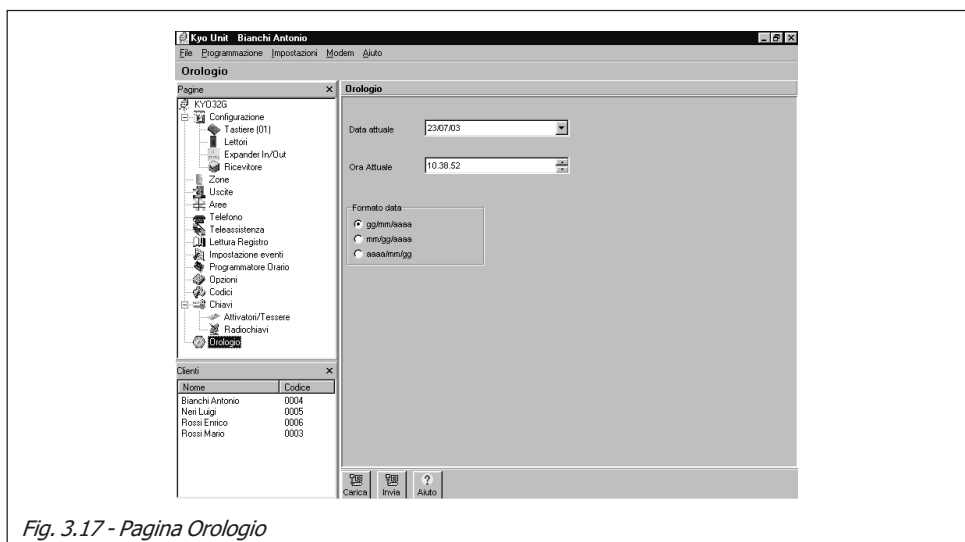 Kyo Unit Bianchi Antonio
File Programmazione Impostazioni Modem Aiuto
Orologio
Pagine
KYO32G
Configurazione
Tastiere (01)
Lettori
Expander In/Out
Ricevitore
Zone
Uscite
Aree
Telefono
Teleassistenza
Lettura Registro
Impostazione eventi
Programmatore Orario
Opzioni
Codici
Chiavi
Attivatori/Tessere
Radiochiavi
Orologio
Clienti
Nome Codice
Bianchi Antonio 0004
Neri Luigi 0005
Rossi Enrico 0006
Rossi Mario 0003
Orologio
Data attuale 23/07/03
Ora Attuale 10.38.52
Formato data
gg/mm/aaaa
mm/gg/aaaa
aaaa/mm/gg
Carica Invia Aiuto
Fig. 3.17 - Pagina Orologio